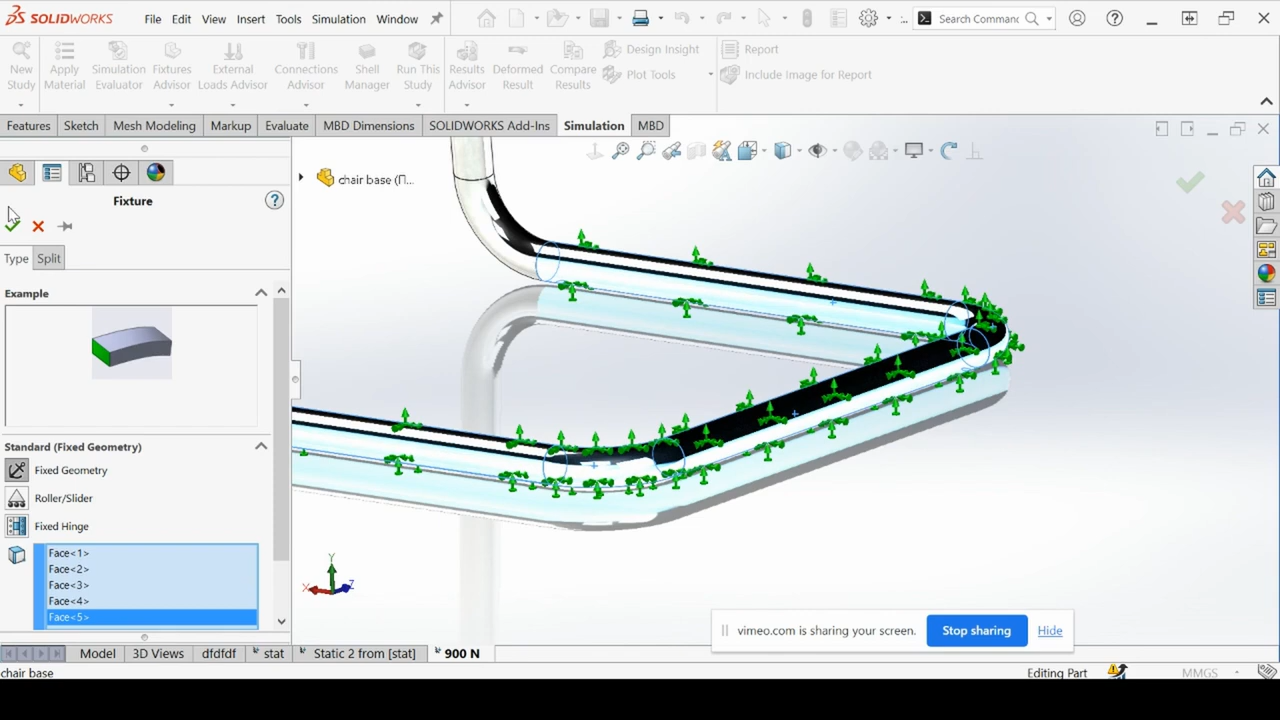 SOLIDWORKS File Edit View Insert Tools Simulation Window Search Commanc
New Study
Apply Material
Simulation Evaluator
Fixtures Advisor
External Loads Advisor
Connections Advisor
Shell Manager
Run This Study
Results Advisor
Deformed Result
Compare Results
Design Insight
Plot Tools
Report
Include Image for Report
Features Sketch Mesh Modeling Markup Evaluate MBD Dimensions SOLIDWORKS Add-Ins Simulation MBD
chair base (П...
Fixture
Type Split
Example
Standard (Fixed Geometry)
Fixed Geometry
Roller/Slider
Fixed Hinge
Face<1>
Face<2>
Face<3>
Face<4>
Face<5>
Y
X
Z
vimeo.com is sharing your screen. Stop sharing Hide
Model 3D Views dfdfdf stat Static 2 from [stat] 900 N
chair base Editing Part MMGS